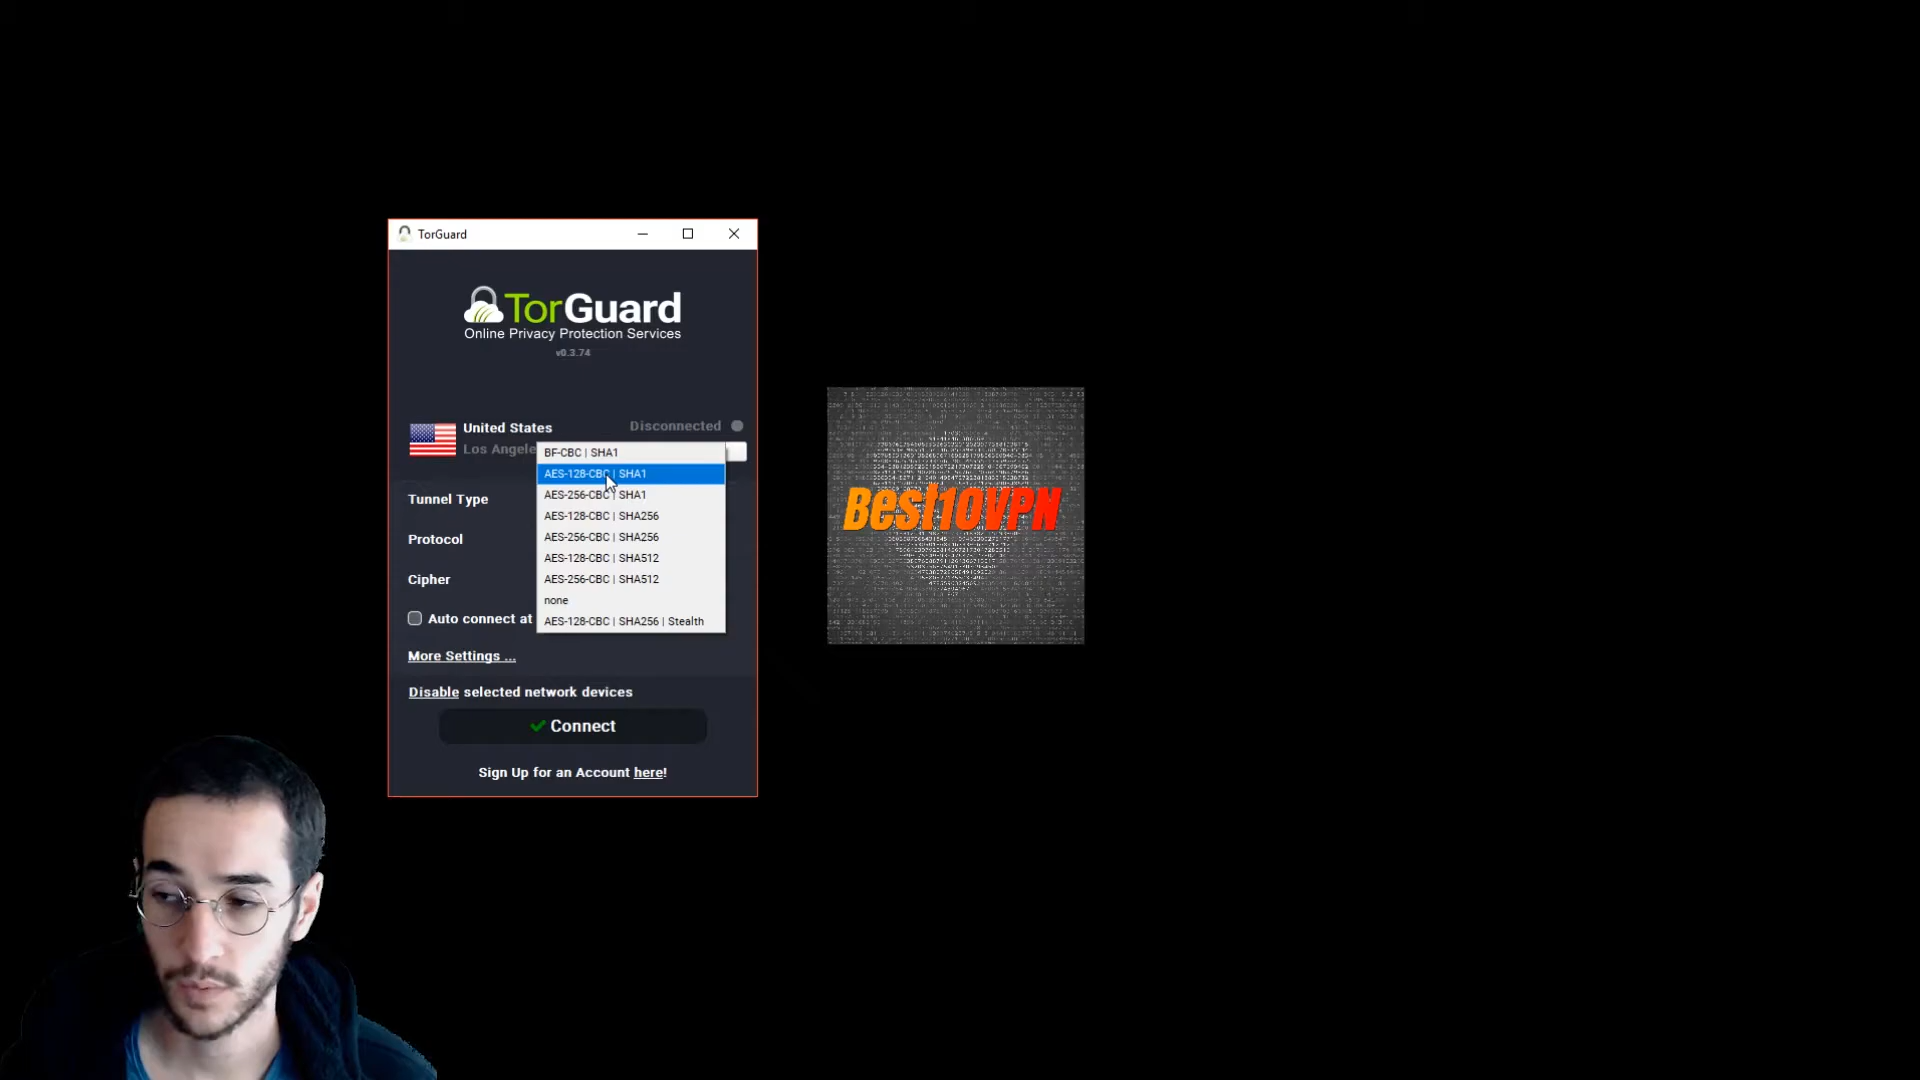 TorGuard
TorGuard
Online Privacy Protection Services
v0.3.74
United States
Disconnected
Los Angele
BF-CBC | SHA1
AES-128-CBC | SHA1
Tunnel Type
AES-256-CBC | SHA1
AES-128-CBC | SHA256
Protocol
AES-256-CBC | SHA256
AES-128-CBC | SHA512
Cipher
AES-256-CBC | SHA512
none
Auto connect at
AES-128-CBC | SHA256 | Stealth
More Settings ...
Disable selected network devices
Connect
Sign Up for an Account here!
Best10VPN